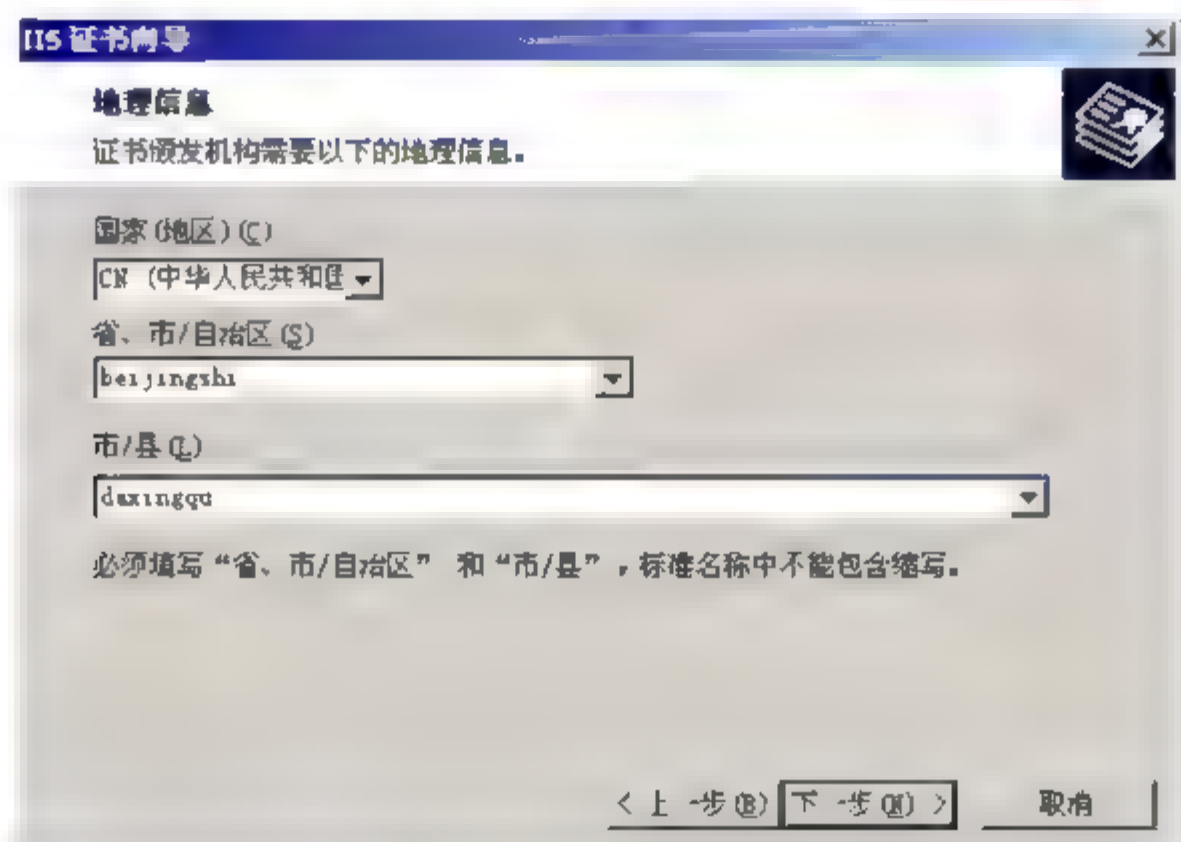 IIS 证书向导
地理信息
证书颁发机构需要以下的地理信息。
国家(地区)(C)
CN (中华人民共和国
省、市/自治区(S)
beijingshi
市/县(L)
daxingqu
必须填写“省、市/自治区” 和“市/县”，标准名称中不能包含缩写。
< 上一步(B) 下一步(N) > 取消